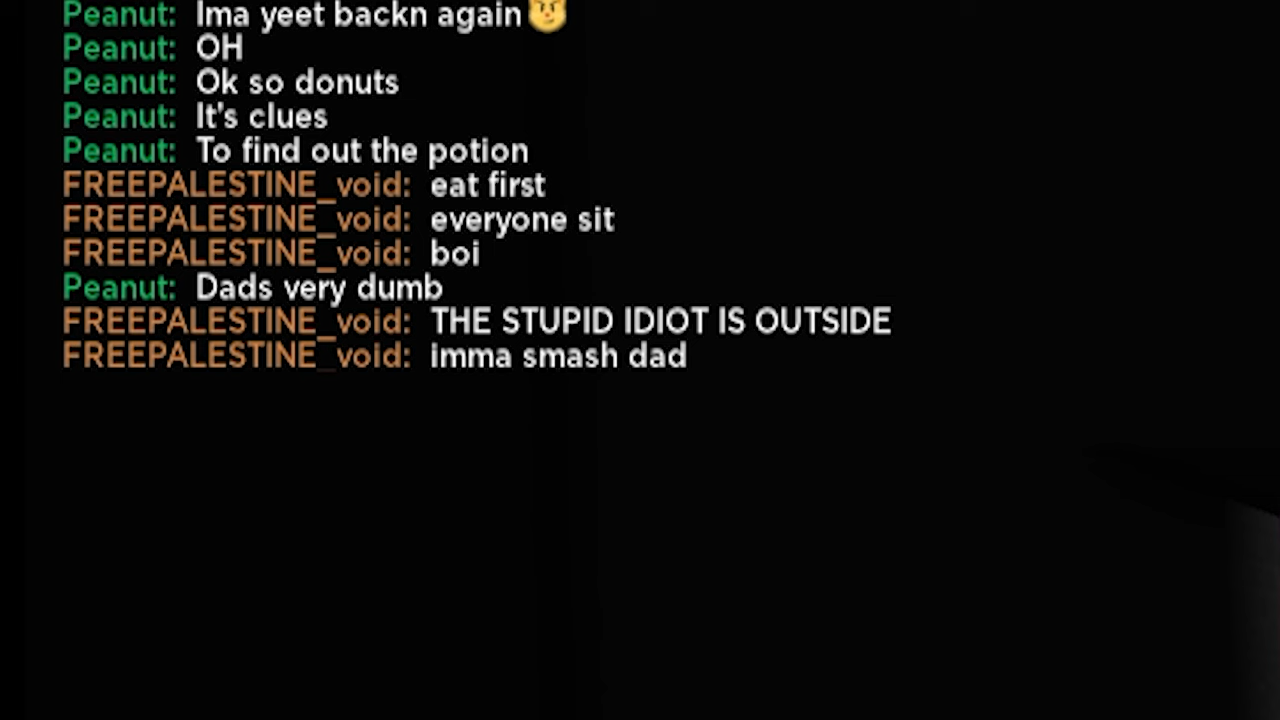 Peanut: Ima yeet backn again😼
Peanut: OH
Peanut: Ok so donuts
Peanut: It's clues
Peanut: To find out the potion
FREEPALESTINE_void: eat first
FREEPALESTINE_void: everyone sit
FREEPALESTINE_void: boi
Peanut: Dads very dumb
FREEPALESTINE_void: THE STUPID IDIOT IS OUTSIDE
FREEPALESTINE_void: imma smash dad